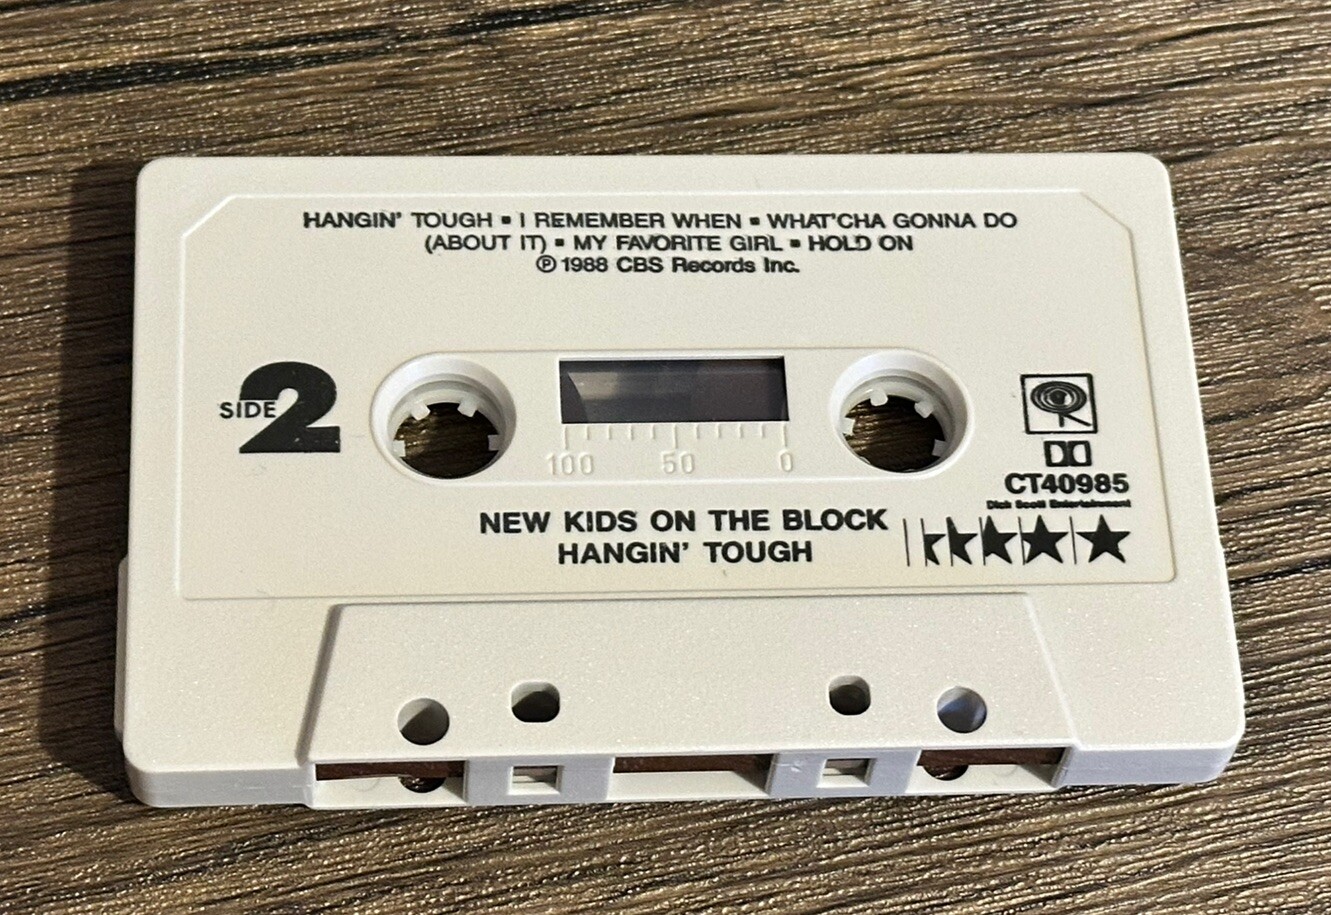 HANGIN' TOUGH ▪ I REMEMBER WHEN ▪ WHAT'CHA GONNA DO
(ABOUT IT) ▪ MY FAVORITE GIRL ▪ HOLD ON
℗ 1988 CBS Records Inc.
SIDE 2
100 50 0
CT40985
Dick Scott Entertainment
NEW KIDS ON THE BLOCK
HANGIN' TOUGH